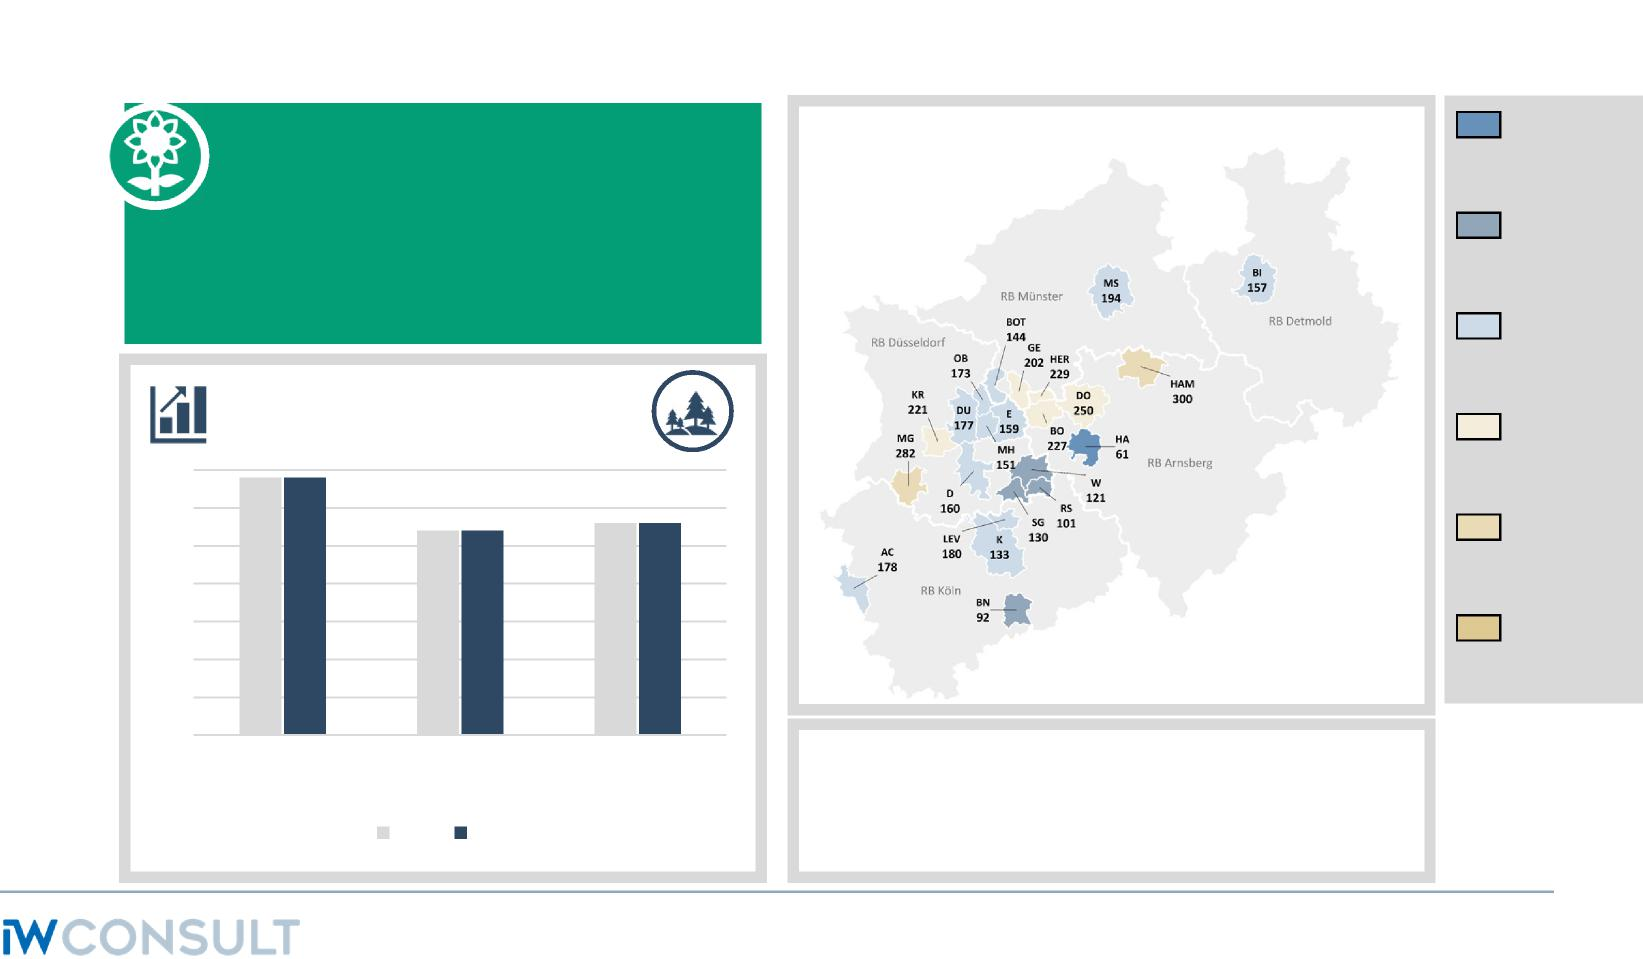 MS
194
BI
157
RB Münster
RB Detmold
BOT
144
RB Düsseldorf
GE
202
HER
229
OB
173
HAM
300
KR
221
DU
177
E
159
DO
250
MG
282
BO
227
HA
61
MH
151
RB Arnsberg
W
121
D
160
RS
101
SG
130
LEV
180
K
133
AC
178
RB Köln
BN
92
iWCONSULT